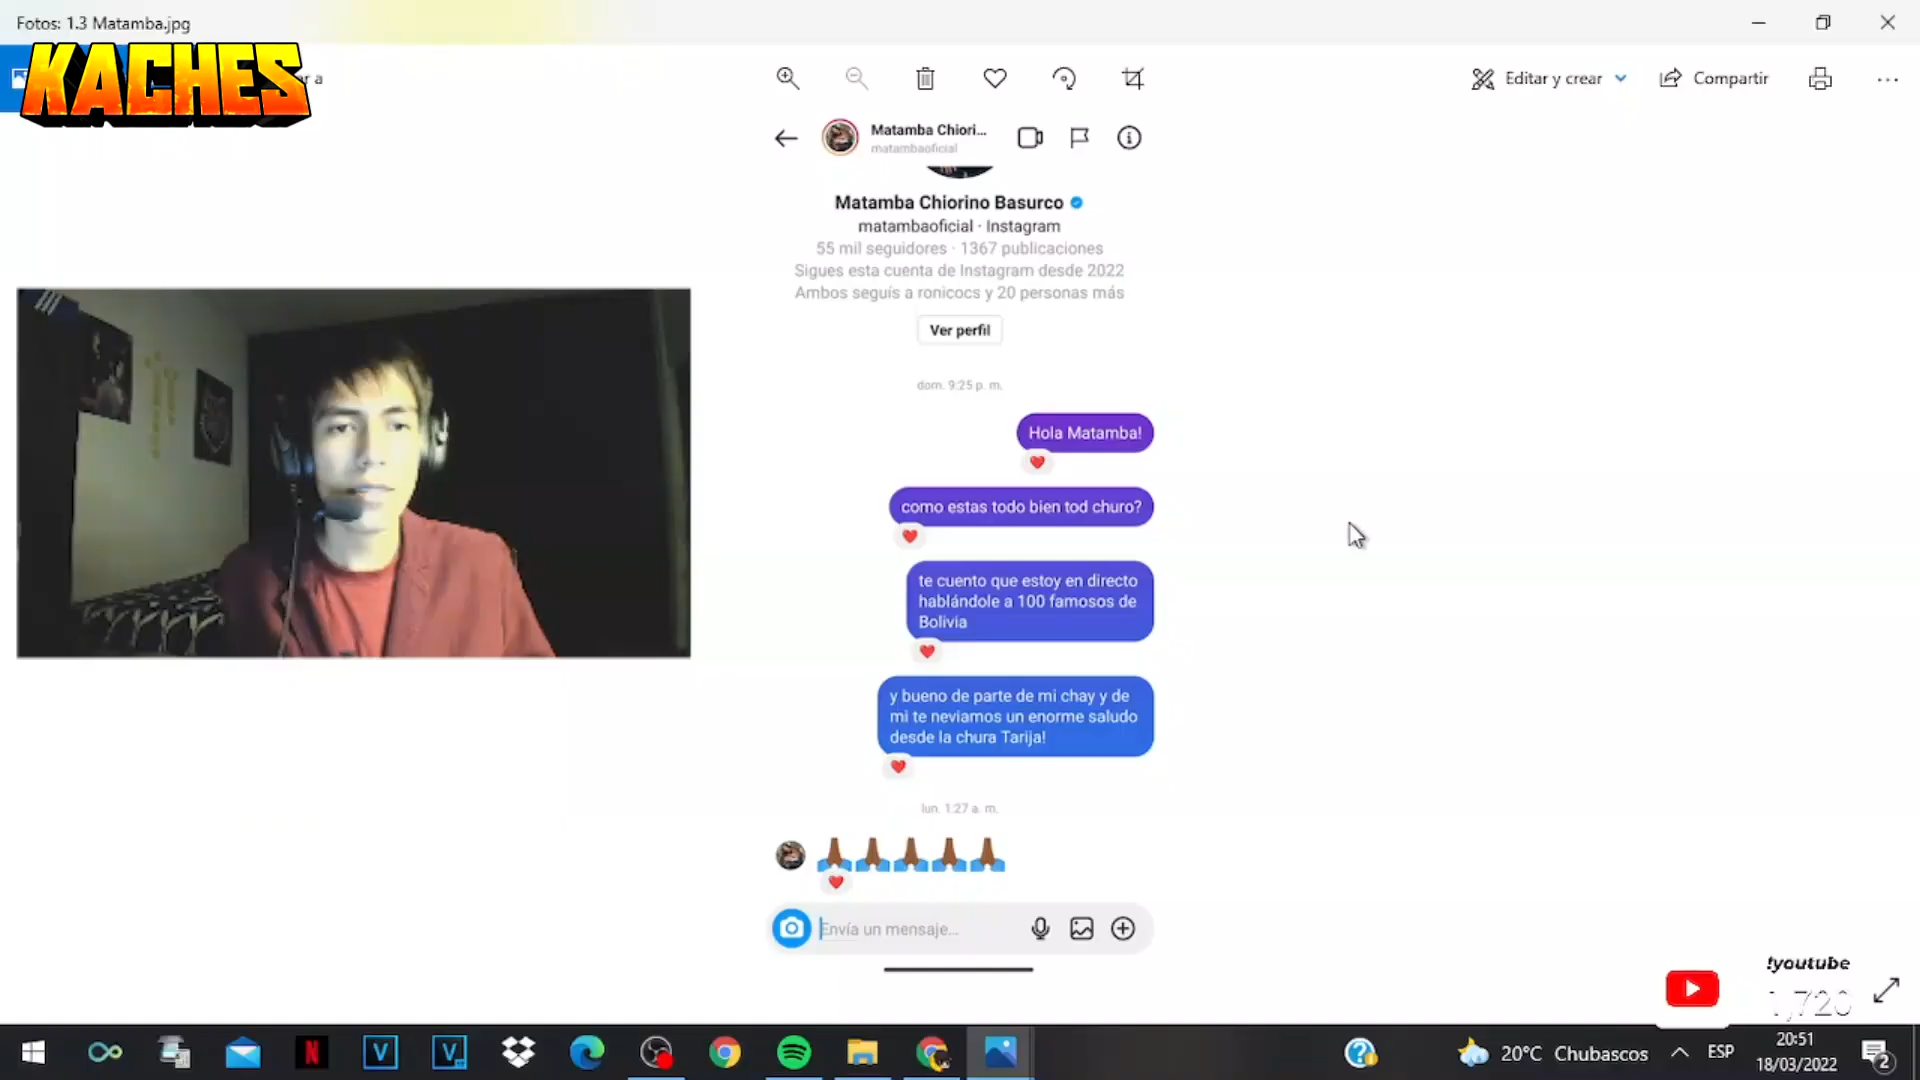 Fotos: 1.3 Matamba.jpg
KACHES
r a
Editar y crear
Compartir
Matamba Chiori...
matambaoficial
Matamba Chiorino Basurco
matambaoficial · Instagram
55 mil seguidores · 1367 publicaciones
Sigues esta cuenta de Instagram desde 2022
Ambos seguís a ronicocs y 20 personas más
Ver perfil
dom. 9:25 p. m.
Hola Matamba!
como estas todo bien tod churo?
te cuento que estoy en directo
hablándole a 100 famosos de
Bolivia
y bueno de parte de mi chay y de
mi te neviamos un enorme saludo
desde la chura Tarija!
lun. 1:27 a. m.
Envía un mensaje...
!youtube
1,720
20°C Chubascos
ESP
20:51
18/03/2022
2